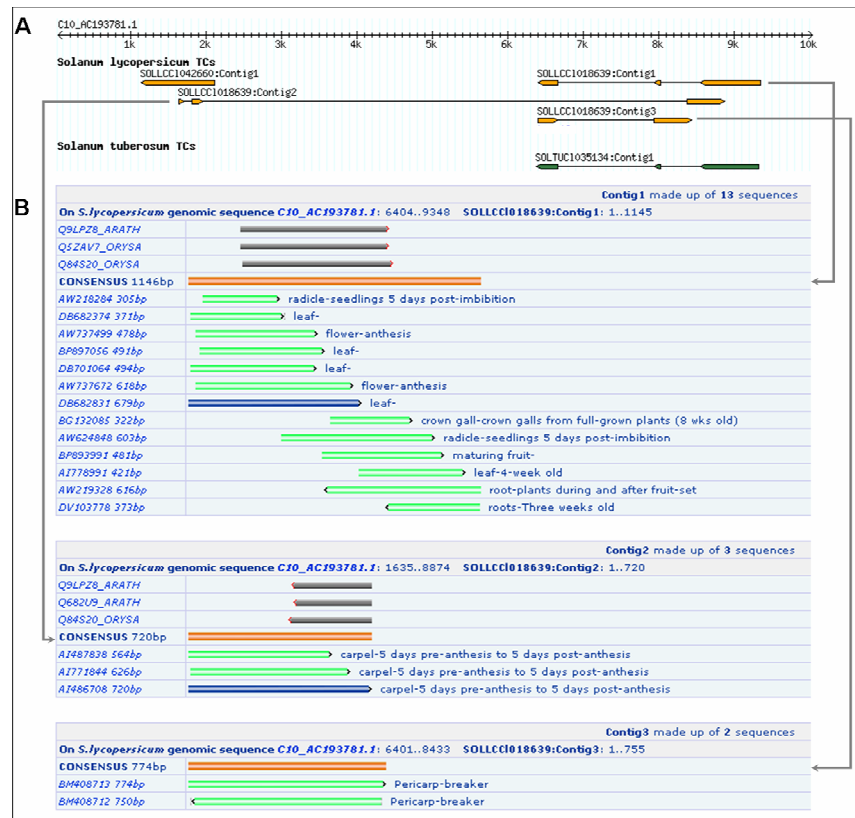 A
C10_AC193781.1
1k 2k 3k 4k 5k 6k 7k 8k 9k 10k
Solanum lycopersicum TCs
SOLLCCl042660:Contig1 SOLLCCl018639:Contig1
SOLLCCl018639:Contig2
SOLLCCl018639:Contig3
Solanum tuberosum TCs
SOLTUCl035134:Contig1
B
Contig1 made up of 13 sequences
On S.lycopersicum genomic sequence C10_AC193781.1: 6404..9348 SOLLCCl018639:Contig1: 1..1145
Q9LPZ8_ARATH
Q5ZAV7_ORYSA
Q84S20_ORYSA
CONSENSUS 1146bp
AW218284 305bp radicle-seedlings 5 days post-imbibition
DB682374 371bp leaf-
AW737499 478bp flower-anthesis
BP897056 491bp leaf-
DB701064 494bp leaf-
AW737672 618bp flower-anthesis
DB682831 679bp leaf-
BG132085 322bp crown gall-crown galls from full-grown plants (8 wks old)
AW624848 603bp radicle-seedlings 5 days post-imbibition
BP893991 481bp maturing fruit-
AI778991 421bp leaf-4-week old
AW219328 616bp root-plants during and after fruit-set
DV103778 373bp roots-Three weeks old
Contig2 made up of 3 sequences
On S.lycopersicum genomic sequence C10_AC193781.1: 1635..8874 SOLLCCl018639:Contig2: 1..720
Q9LPZ8_ARATH
Q682U9_ARATH
Q84S20_ORYSA
CONSENSUS 720bp
AI487838 564bp carpel-5 days pre-anthesis to 5 days post-anthesis
AI771844 626bp carpel-5 days pre-anthesis to 5 days post-anthesis
AI486708 720bp carpel-5 days pre-anthesis to 5 days post-anthesis
Contig3 made up of 2 sequences
On S.lycopersicum genomic sequence C10_AC193781.1: 6401..8433 SOLLCCl018639:Contig3: 1..755
CONSENSUS 774bp
BM408713 774bp Pericarp-breaker
BM408712 750bp Pericarp-breaker